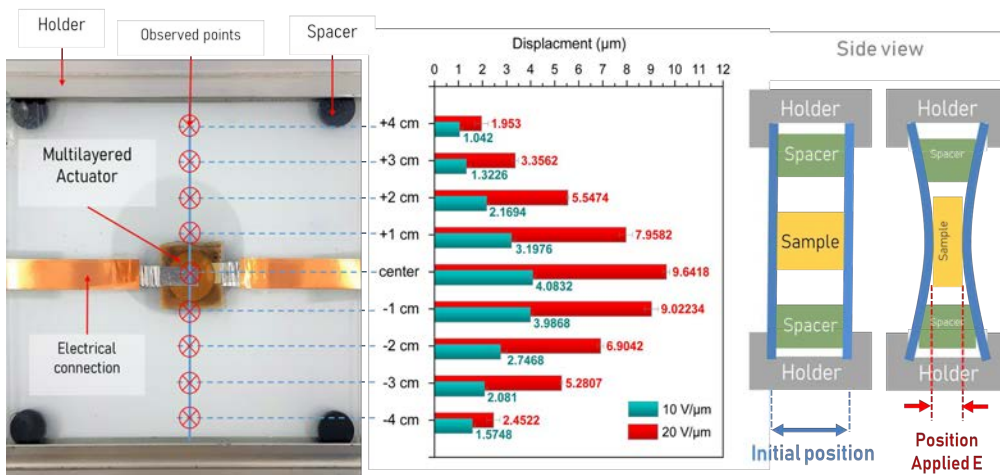 Holder
Observed points
Spacer
Multilayered
Actuator
Electrical
connection
Displacment (µm)
0 1 2 3 4 5 6 7 8 9 10 11 12
+4 cm
1.953
1.042
+3 cm
3.3562
1.3226
+2 cm
5.5474
2.1694
+1 cm
7.9582
3.1976
center
9.6418
4.0832
-1 cm
9.02234
3.9868
-2 cm
6.9042
2.7468
-3 cm
5.2807
2.081
-4 cm
2.4522
1.5748
10 V/µm
20 V/µm
Side view
Holder
Holder
Spacer
Spacer
Sample
Sample
Spacer
Spacer
Holder
Holder
Initial position
Position
Applied E